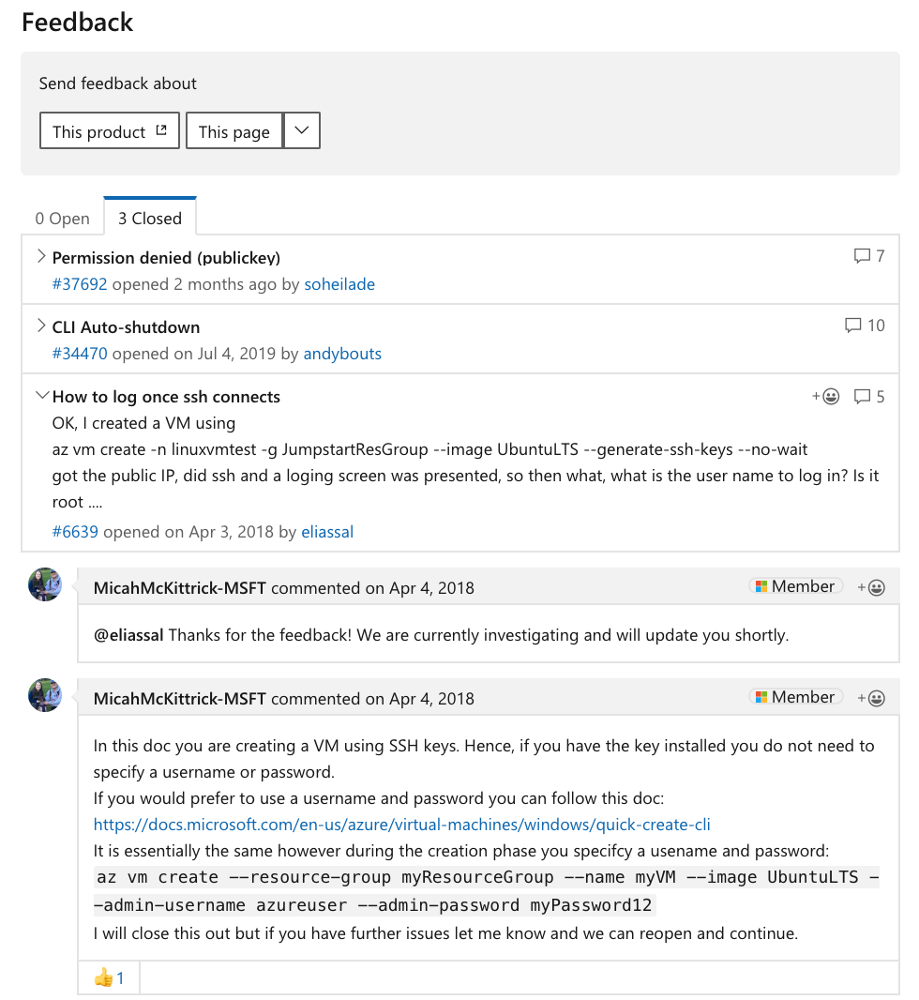 Feedback
Send feedback about
This product
This page
0 Open
3 Closed
Permission denied (publickey)
7
#37692 opened 2 months ago by soheilade
CLI Auto-shutdown
10
#34470 opened on Jul 4, 2019 by andybouts
How to log once ssh connects
+
5
OK, I created a VM using
az vm create -n linuxvmtest -g JumpstartResGroup --image UbuntuLTS --generate-ssh-keys --no-wait
got the public IP, did ssh and a loging screen was presented, so then what, what is the user name to log in? Is it
root ....
#6639 opened on Apr 3, 2018 by eliassal
MicahMcKittrick-MSFT commented on Apr 4, 2018
Member
+
@eliassal Thanks for the feedback! We are currently investigating and will update you shortly.
MicahMcKittrick-MSFT commented on Apr 4, 2018
Member
+
In this doc you are creating a VM using SSH keys. Hence, if you have the key installed you do not need to
specify a username or password.
If you would prefer to use a username and password you can follow this doc:
https://docs.microsoft.com/en-us/azure/virtual-machines/windows/quick-create-cli
It is essentially the same however during the creation phase you specifcy a usename and password:
az vm create --resource-group myResourceGroup --name myVM --image UbuntuLTS -
-admin-username azureuser --admin-password myPassword12
I will close this out but if you have further issues let me know and we can reopen and continue.
👍 1